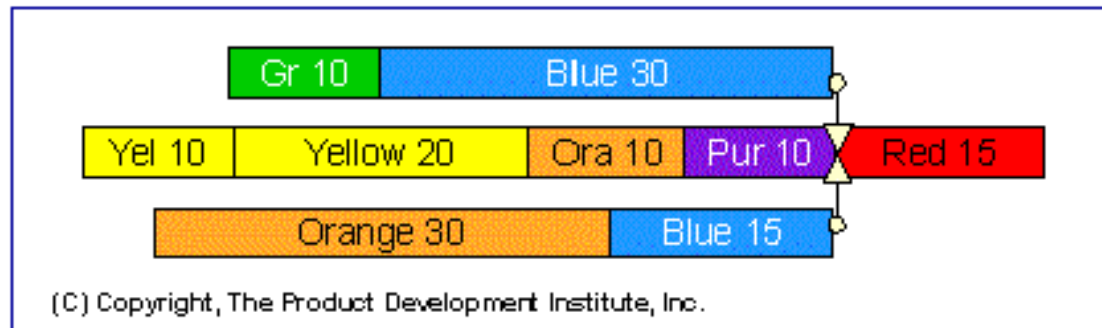 Gr 10 Blue 30
Yel 10 Yellow 20 Ora 10 Pur 10 Red 15
Orange 30 Blue 15
(C) Copyright, The Product Development Institute, Inc.